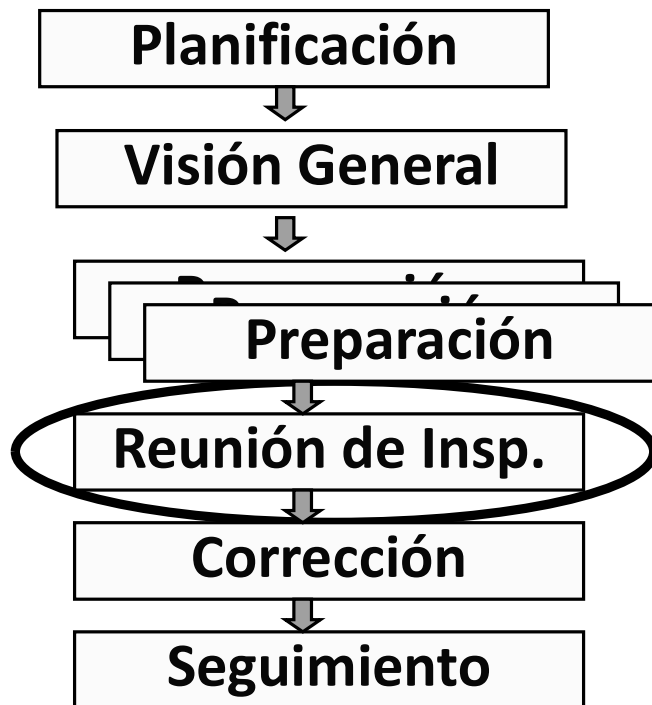 Planificación
Visión General
Preparación
Reunión de Insp.
Corrección
Seguimiento